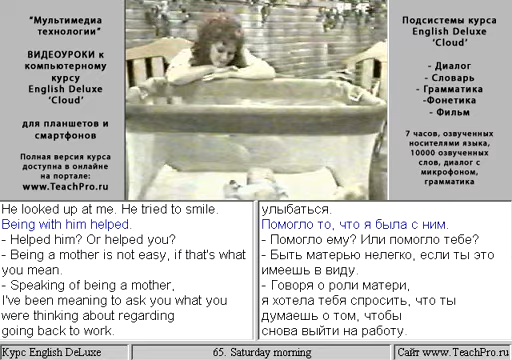 "Мультимедиа
технологии"
ВИДЕОУРОКИ к
компьютерному
курсу
English Deluxe
'Cloud'
для планшетов и
смартфонов
Полная версия курса
доступна в онлайне
на портале:
www.TeachPro.ru
Подсистемы курса
English Deluxe
'Cloud'
- Диалог
- Словарь
- Грамматика
-Фонетика
- Фильм
7 часов, озвученных
носителями языка,
10000 озвученных
слов, диалог с
микрофоном,
грамматика
He looked up at me. He tried to smile.
Being with him helped.
- Helped him? Or helped you?
- Being a mother is not easy, if that's what
you mean.
- Speaking of being a mother,
I've been meaning to ask you what you
were thinking about regarding
going back to work.
улыбаться.
Помогло то, что я была с ним.
- Помогло ему? Или помогло тебе?
- Быть матерью нелегко, если ты это
имеешь в виду.
- Говоря о роли матери,
я хотела тебя спросить, что ты
думаешь о том, чтобы
снова выйти на работу.
Курс English DeLuxe
65. Saturday morning
Сайт www.TeachPro.ru